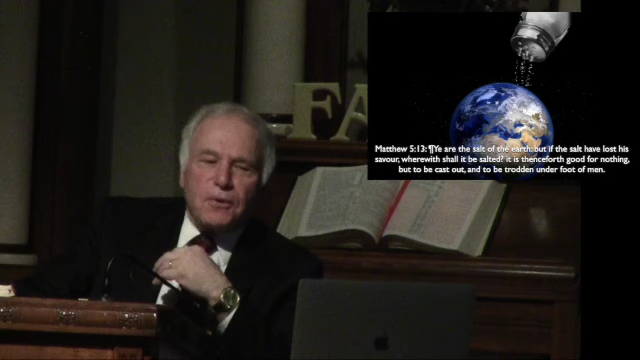 FA
Matthew 5:13: ¶Ye are the salt of the earth: but if the salt have lost his
savour, wherewith shall it be salted? it is thenceforth good for nothing,
but to be cast out, and to be trodden under foot of men.